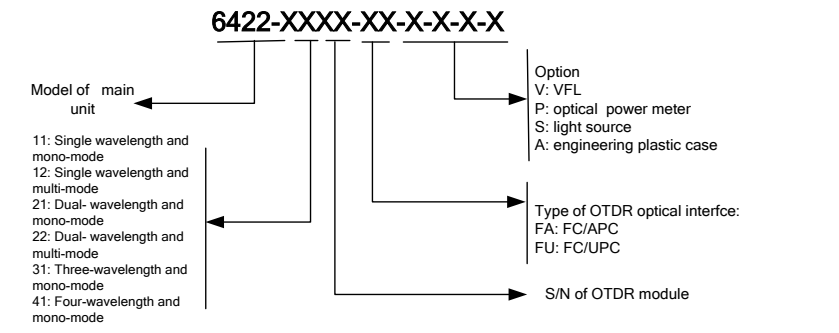 6422-XXXX-XX-X-X-X-X
Model of main
unit
11: Single wavelength and
mono-mode
12: Single wavelength and
multi-mode
21: Dual- wavelength and
mono-mode
22: Dual- wavelength and
multi-mode
31: Three-wavelength and
mono-mode
41: Four-wavelength and
mono-mode
Option
V: VFL
P: optical power meter
S: light source
A: engineering plastic case
Type of OTDR optical interfce:
FA: FC/APC
FU: FC/UPC
S/N of OTDR module